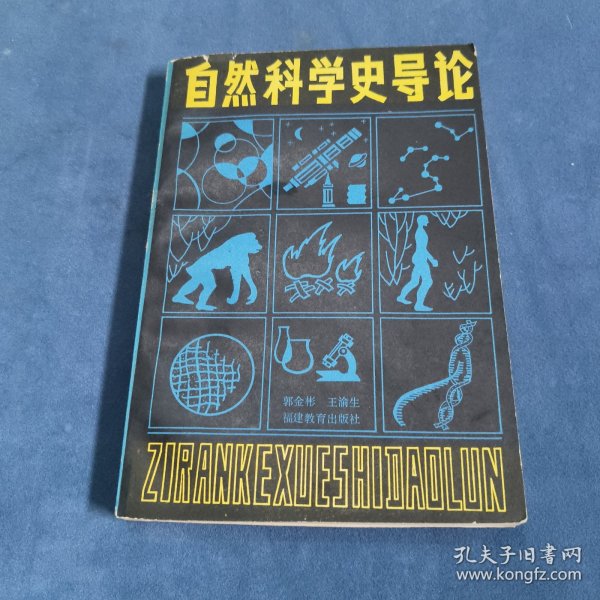 自然科学史导论
郭金彬 王渝生
福建教育出版社
ZIRANKEXUESHIDAOLUN
孔夫子旧书网
www.kongfz.com